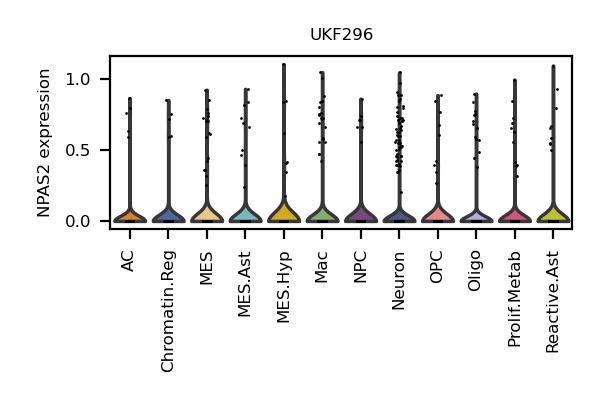 UKF296
NPAS2 expression
1.0
0.5
0.0
AC
Chromatin.Reg
MES
MES.Ast
MES.Hyp
Mac
NPC
Neuron
OPC
Oligo
Prolif.Metab
Reactive.Ast